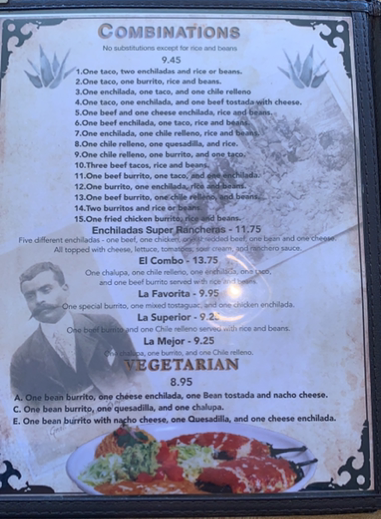 COMBINATIONS
No substitutions except for rice and beans
9.45
1.One taco, two enchiladas and rice or beans.
2.One taco, one burrito, rice and beans.
3.One enchilada, one taco, and one chile relleno
4.One taco, one enchilada, and one beef tostada with cheese.
5.One beef and one cheese enchilada, rice and beans.
6.One beef enchilada, one taco, rice and beans.
7.One enchilada, one chile relleno, rice and beans.
8.One chile relleno, one quesadilla, and rice.
9.One chile relleno, one burrito, and one taco.
10.Three beef tacos, rice and beans.
11.One beef burrito, one taco, and one enchilada.
12.One burrito, one enchilada, rice and beans.
13.One beef burrito, one chile relleno, and beans.
14.Two burritos and rice or beans.
15.One fried chicken burrito, rice and beans.
Enchiladas Super Rancheras - 11.75
Five different enchiladas - one beef, one chicken, one shredded beef, one bean and one cheese.
All topped with cheese, lettuce, tomatoes, sour cream, and ranchero sauce.
El Combo - 13.75
One chalupa, one chile relleno, one enchilada, one taco,
and one beef burrito served with rice and beans.
La Favorita - 9.95
One special burrito, one mixed tostaguac, and one chicken enchilada.
La Superior - 9.25
One beef burrito and one Chile relleno served with rice and beans.
La Mejor - 9.25
One chalupa, one burrito, and one Chile relleno.
VEGETARIAN
8.95
A. One bean burrito, one cheese enchilada, one Bean tostada and nacho cheese.
C. One bean burrito, one quesadilla, and one chalupa.
E. One bean burrito with nacho cheese, one Quesadilla, and one cheese enchilada.